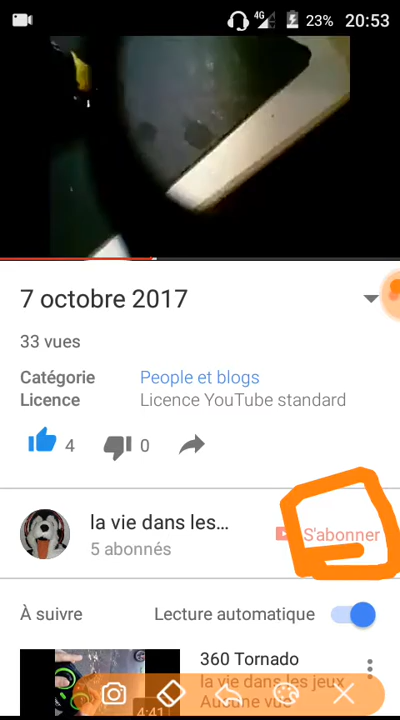 4G 23% 20:53
7 octobre 2017
33 vues
Catégorie People et blogs
Licence Licence YouTube standard
4 0
la vie dans les... S'abonner
5 abonnés
À suivre Lecture automatique
360 Tornado
la vie dans les jeux
Aucune vue
4:41